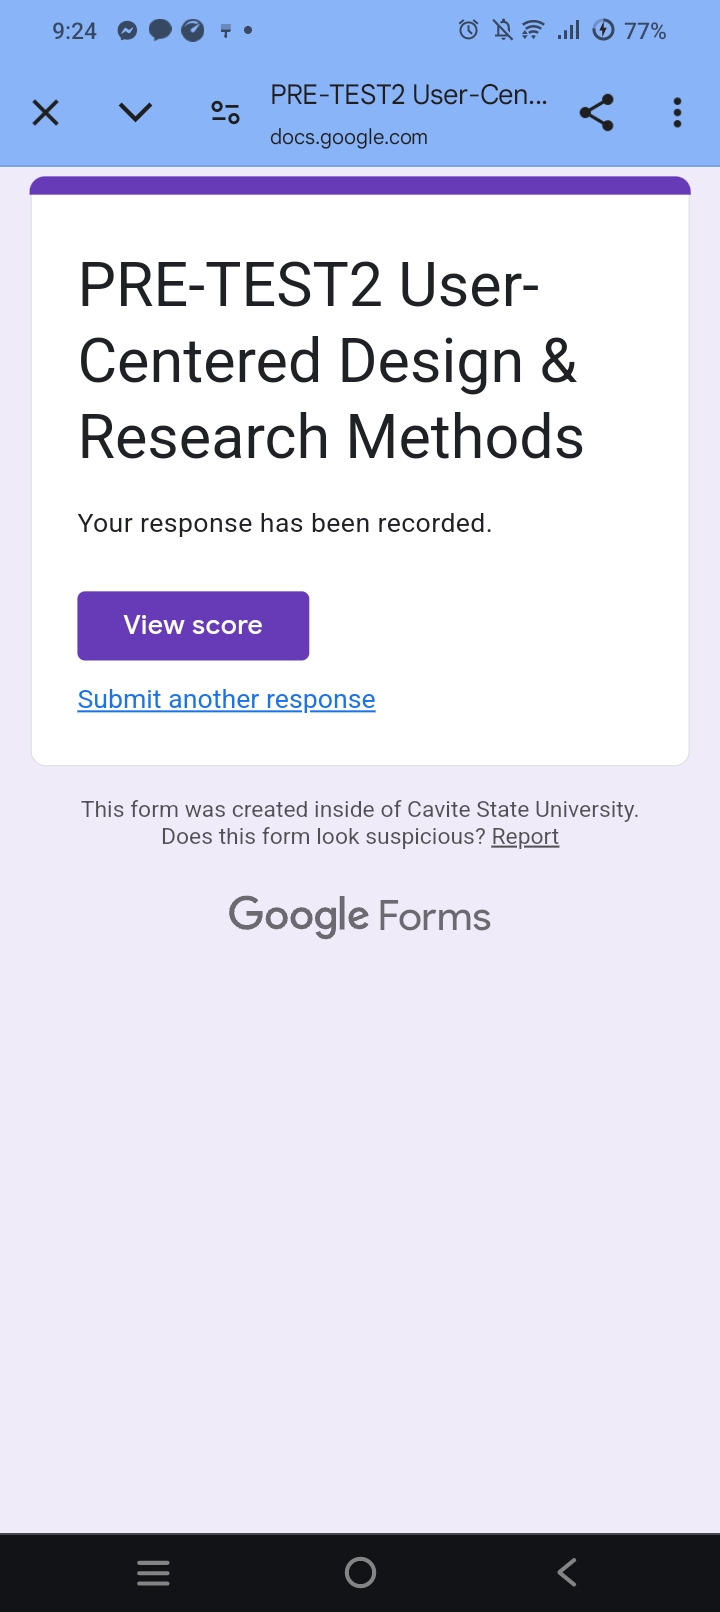 9:24
77%
PRE-TEST2 User-Cen...
docs.google.com
PRE-TEST2 User-
Centered Design &
Research Methods
Your response has been recorded.
View score
Submit another response
This form was created inside of Cavite State University.
Does this form look suspicious? Report
Google Forms